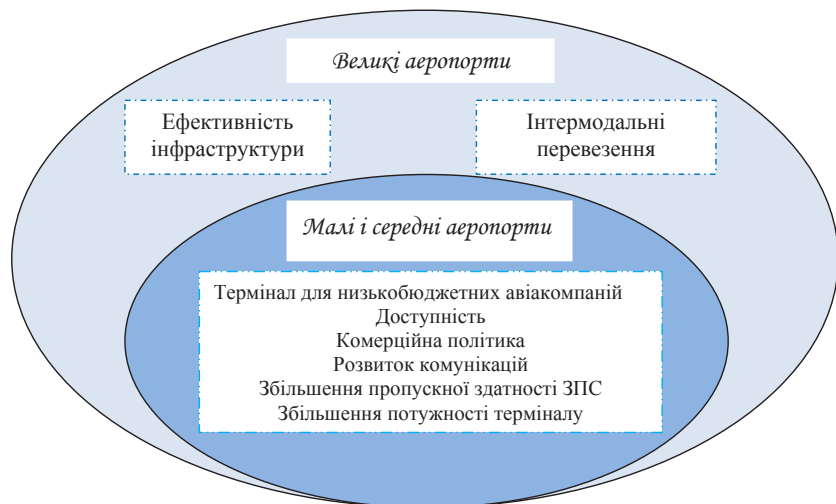 Великі аеропорти
Ефективність
інфраструктури
Інтермодальні
перевезення
Малі і середні аеропорти
Термінал для низькобюджетних авіакомпаній
Доступність
Комерційна політика
Розвиток комунікацій
Збільшення пропускної здатності ЗПС
Збільшення потужності терміналу